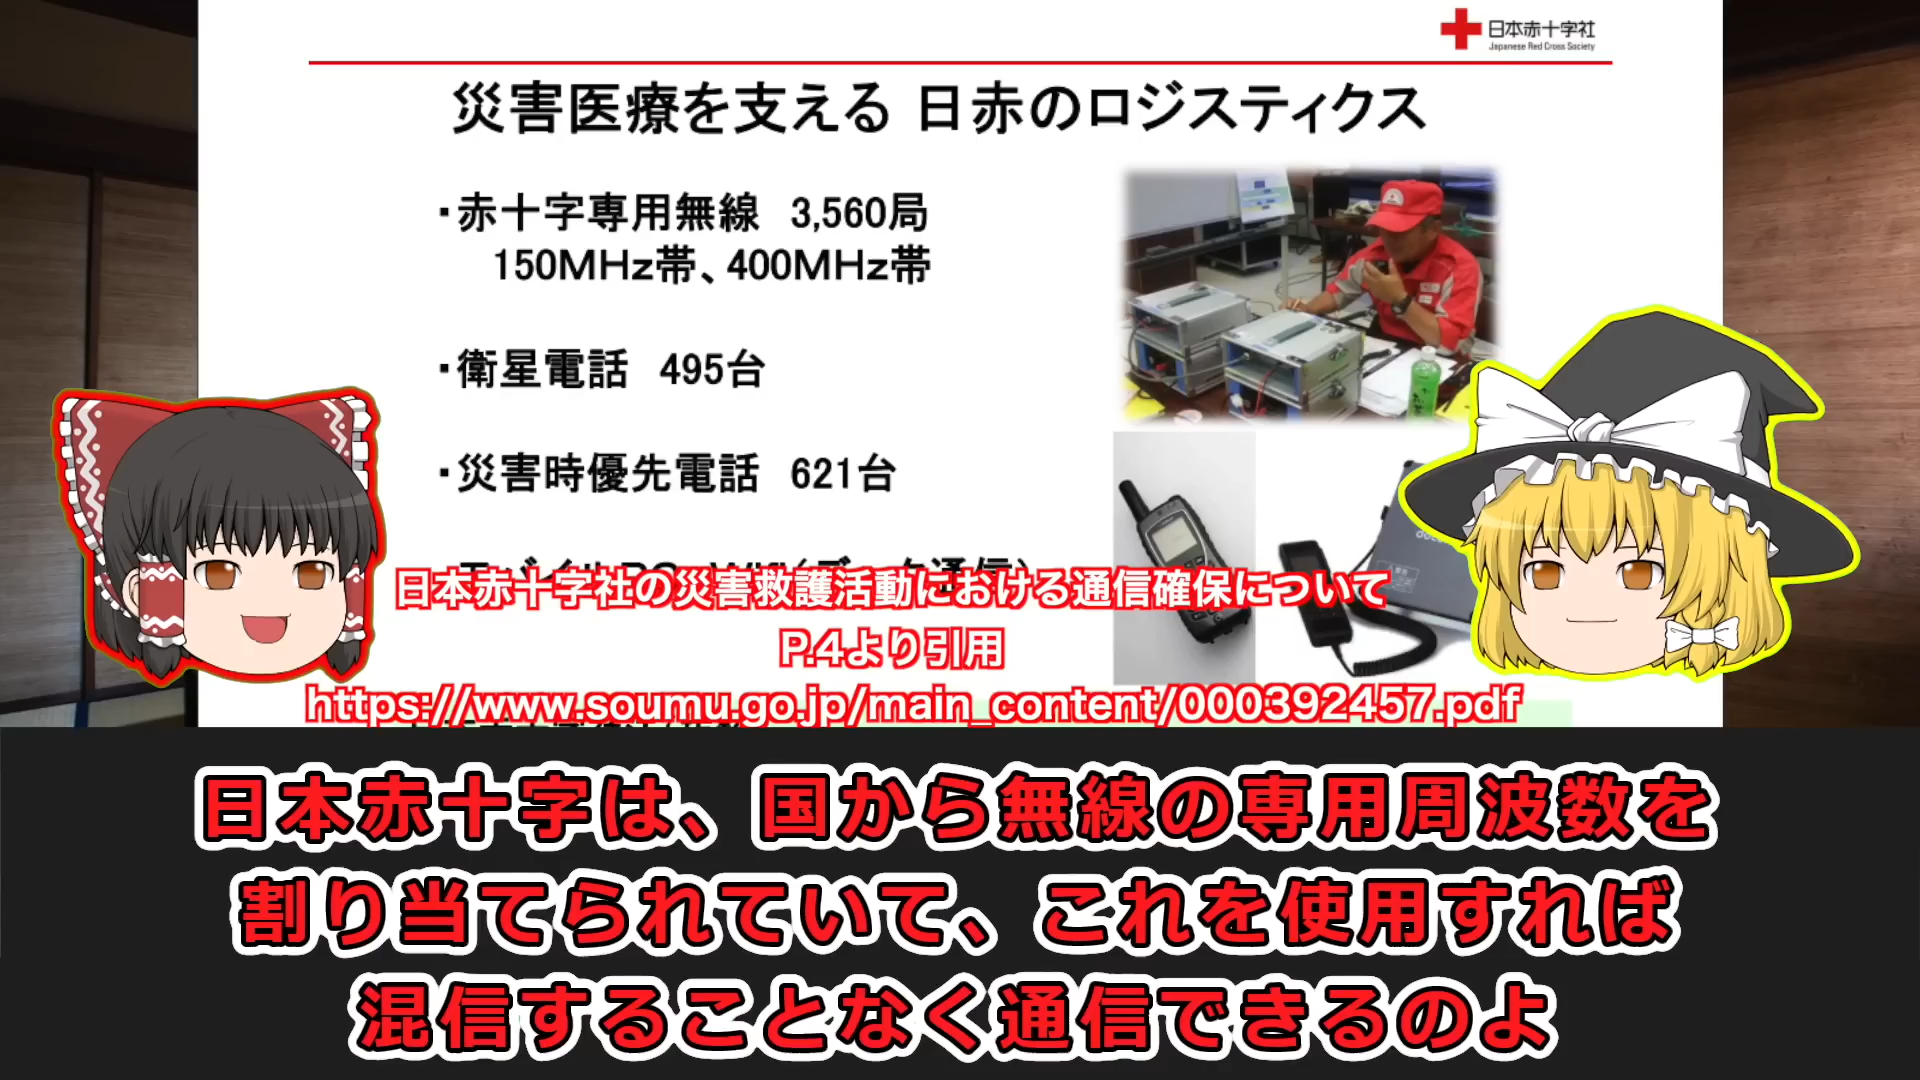 日本赤十字社
Japanese Red Cross Society
災害医療を支える 日赤のロジスティクス
・赤十字専用無線 3,560局
150MHz帯、400MHz帯
・衛星電話 495台
・災害時優先電話 621台
日本赤十字社の災害救護活動における通信確保について
P.4より引用
https://www.soumu.go.jp/main_content/000392457.pdf
日本赤十字は、国から無線の専用周波数を
割り当てられていて、これを使用すれば
混信することなく通信できるのよ